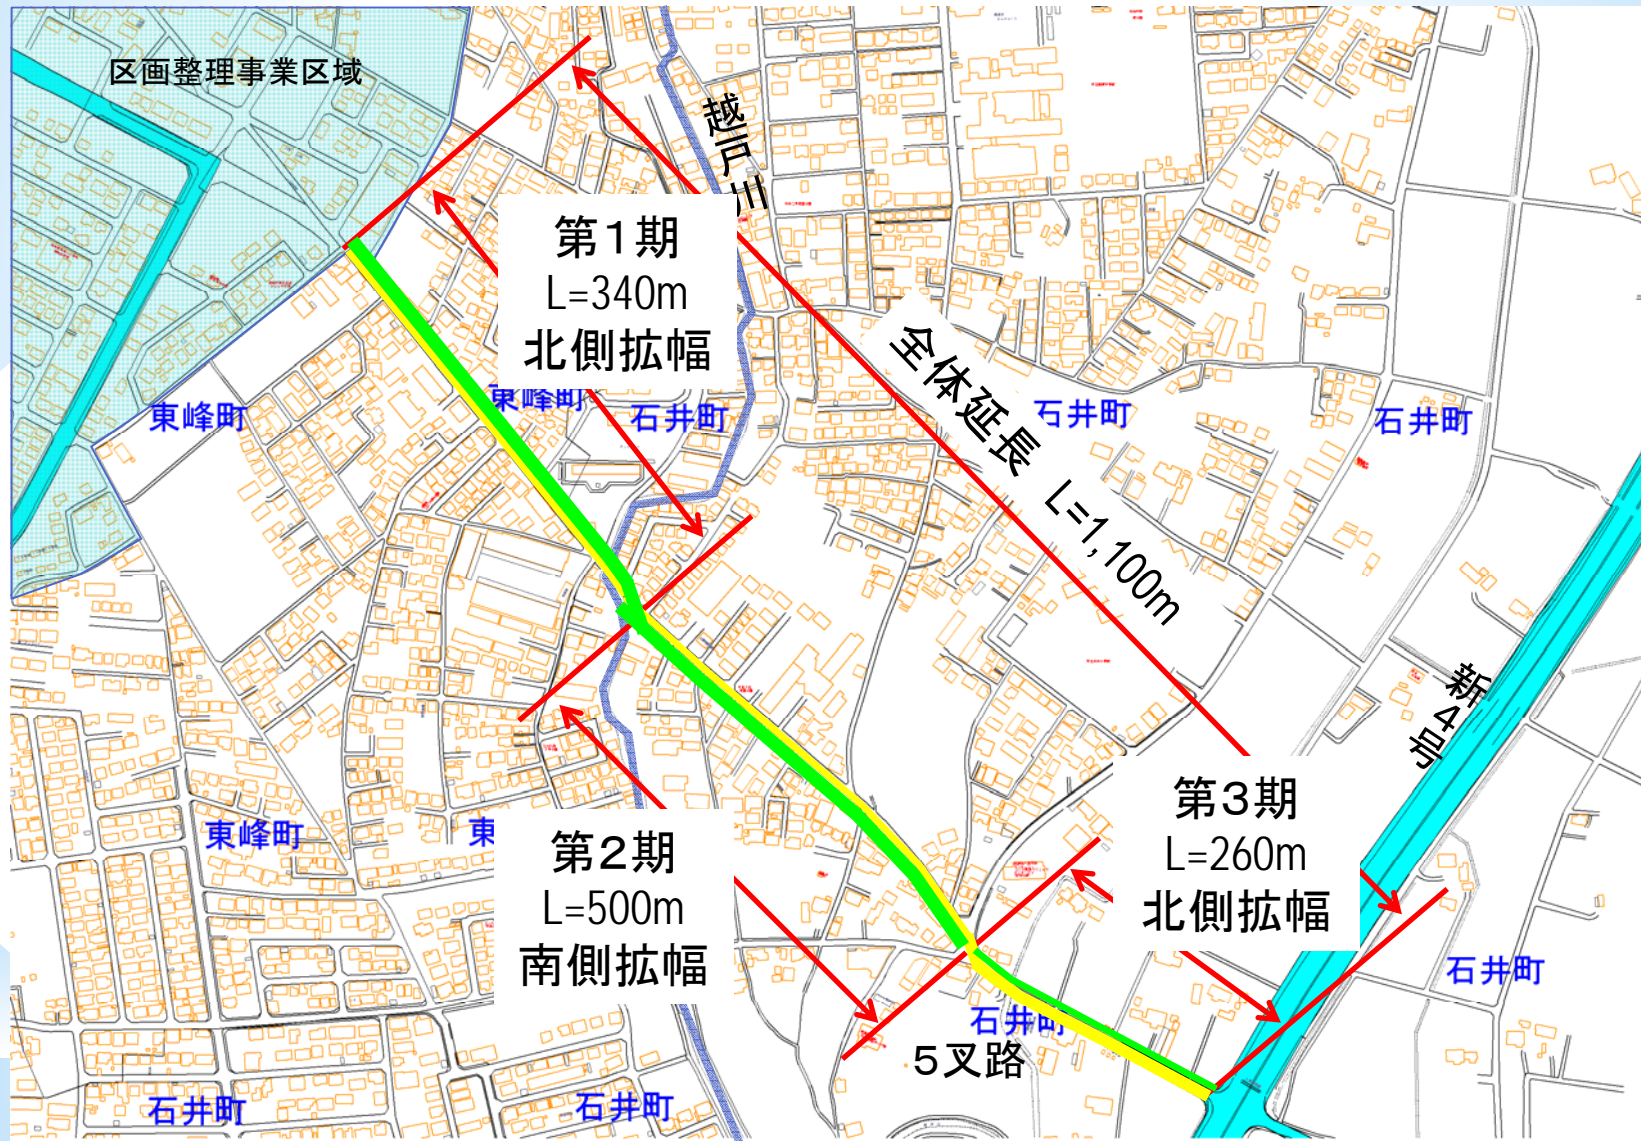 区画整理事業区域
越戸川
第1期
L=340m
北側拡幅
全体延長 L=1,100m
東峰町
東峰町
石井町
石井町
石井町
新4号
東峰町
東
第2期
L=500m
南側拡幅
第3期
L=260m
北側拡幅
石井町
石井町
5叉路
石井町
石井町